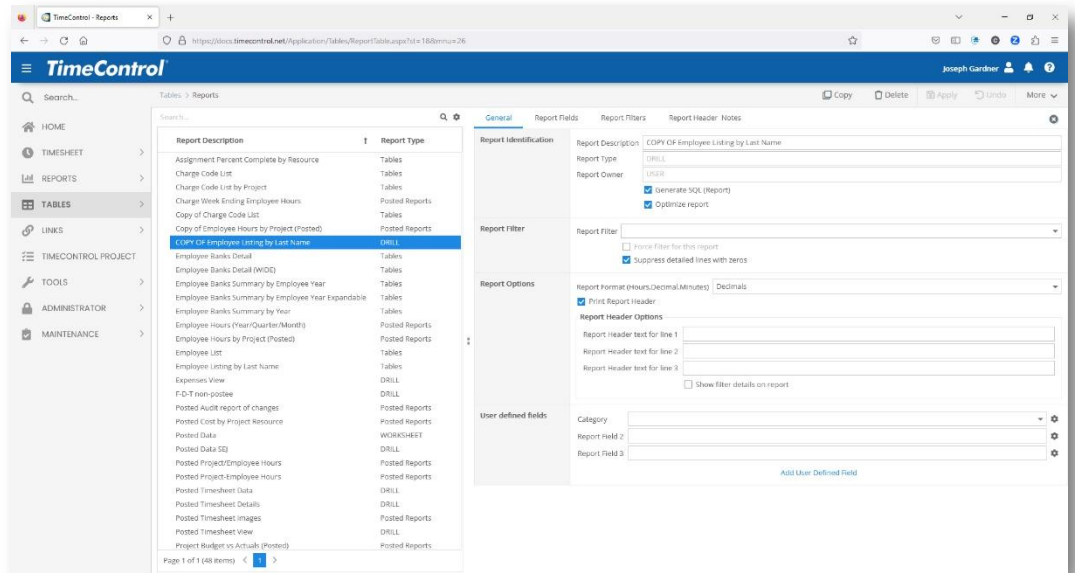 TimeControl - Reports
https://docs.timecontrol.net/Application/Tables/ReportTable.aspx?st=188&mnu=26
TimeControl
Joseph Gardner
Search...
Tables > Reports
Copy
Delete
Apply
Undo
More
HOME
TIMESHEET
REPORTS
TABLES
LINKS
TIMECONTROL PROJECT
TOOLS
ADMINISTRATOR
MAINTENANCE
Search...
Report Description Report Type
Assignment Percent Complete by Resource Tables
Charge Code List Tables
Charge Code List by Project Tables
Charge Week Ending Employee Hours Posted Reports
Copy of Charge Code List Tables
Copy of Employee Hours by Project (Posted) Posted Reports
COPY OF Employee Listing by Last Name DRILL
Employee Banks Detail Tables
Employee Banks Detail (WIDE) Tables
Employee Banks Summary by Employee Year Tables
Employee Banks Summary by Employee Year Expandable Tables
Employee Banks Summary by Year Tables
Employee Hours (Year/Quarter/Month) Posted Reports
Employee Hours by Project (Posted) Posted Reports
Employee List Tables
Employee Listing by Last Name Tables
Expenses View DRILL
F-D-T non-postee DRILL
Posted Audit report of changes Posted Reports
Posted Cost by Project Resource Posted Reports
Posted Data WORKSHEET
Posted Data SEJ DRILL
Posted Project/Employee Hours Posted Reports
Posted Project-Employee Hours Posted Reports
Posted Timesheet Data DRILL
Posted Timesheet Details DRILL
Posted Timesheet Images Posted Reports
Posted Timesheet View DRILL
Project Budget vs Actuals (Posted) Posted Reports
Page 1 of 1 (48 items) < 1 >
General Report Fields Report Filters Report Header Notes
Report Identification
Report Description COPY OF Employee Listing by Last Name
Report Type DRILL
Report Owner USER
Generate SQL (Report)
Optimize report
Report Filter
Report Filter
Force Filter for this report
Suppress detailed lines with zeros
Report Options
Report Format (Hours,Decimal,Minutes) Decimals
Print Report Header
Report Header Options
Report Header text for line 1
Report Header text for line 2
Report Header text for line 3
Show filter details on report
User defined fields
Category
Report Field 2
Report Field 3
Add User Defined Field